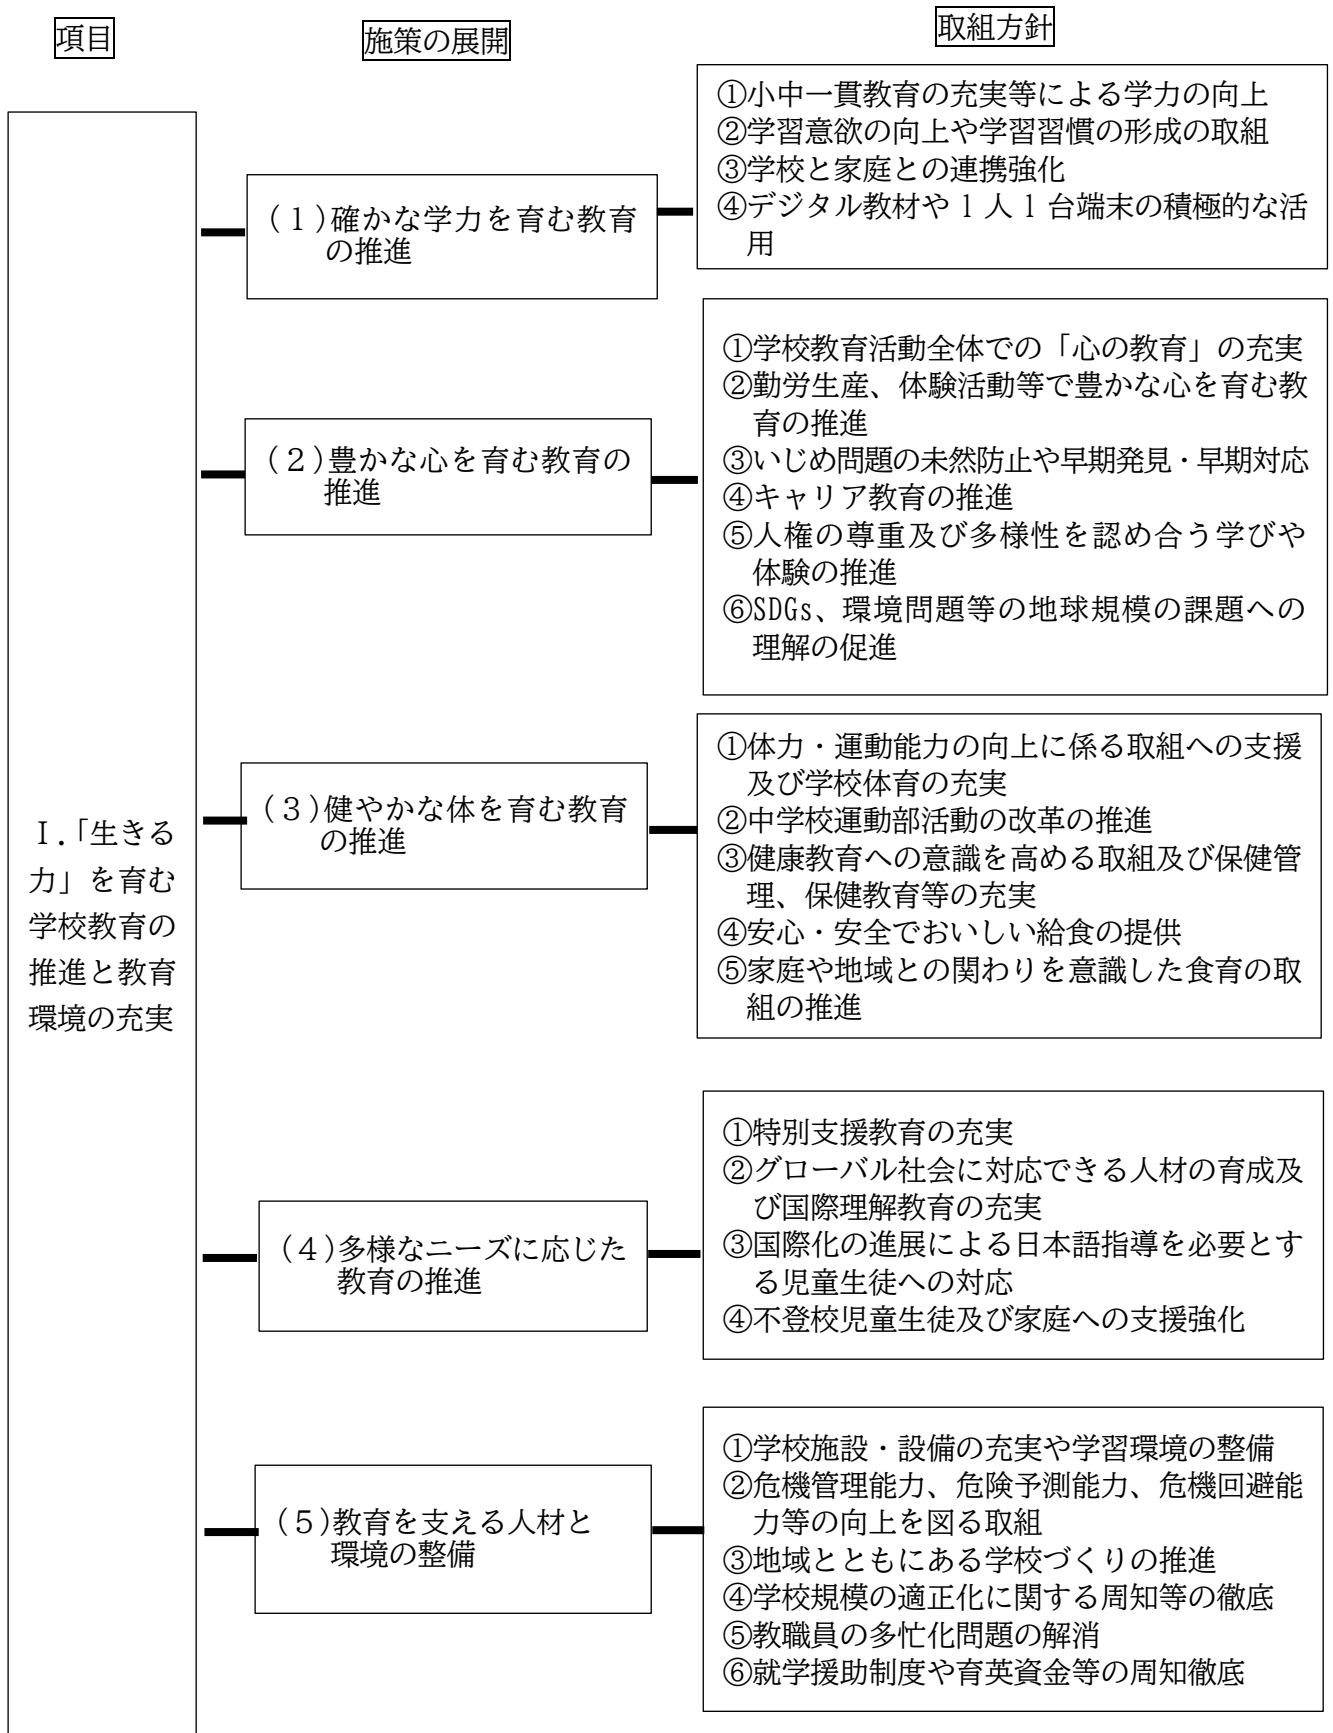 項目
施策の展開
取組方針
Ⅰ.「生きる
力」を育む
学校教育の
推進と教育
環境の充実
(１)確かな学力を育む教育
の推進
①小中一貫教育の充実等による学力の向上
②学習意欲の向上や学習習慣の形成の取組
③学校と家庭との連携強化
④デジタル教材や１人１台端末の積極的な活
用
(２)豊かな心を育む教育の
推進
①学校教育活動全体での「心の教育」の充実
②勤労生産、体験活動等で豊かな心を育む教
育の推進
③いじめ問題の未然防止や早期発見・早期対応
④キャリア教育の推進
⑤人権の尊重及び多様性を認め合う学びや
体験の推進
⑥SDGs、環境問題等の地球規模の課題への
理解の促進
(３)健やかな体を育む教育
の推進
①体力・運動能力の向上に係る取組への支援
及び学校体育の充実
②中学校運動部活動の改革の推進
③健康教育への意識を高める取組及び保健管
理、保健教育等の充実
④安心・安全でおいしい給食の提供
⑤家庭や地域との関わりを意識した食育の取
組の推進
(４)多様なニーズに応じた
教育の推進
①特別支援教育の充実
②グローバル社会に対応できる人材の育成及
び国際理解教育の充実
③国際化の進展による日本語指導を必要とす
る児童生徒への対応
④不登校児童生徒及び家庭への支援強化
(５)教育を支える人材と
環境の整備
①学校施設・設備の充実や学習環境の整備
②危機管理能力、危険予測能力、危機回避能
力等の向上を図る取組
③地域とともにある学校づくりの推進
④学校規模の適正化に関する周知等の徹底
⑤教職員の多忙化問題の解消
⑥就学援助制度や育英資金等の周知徹底